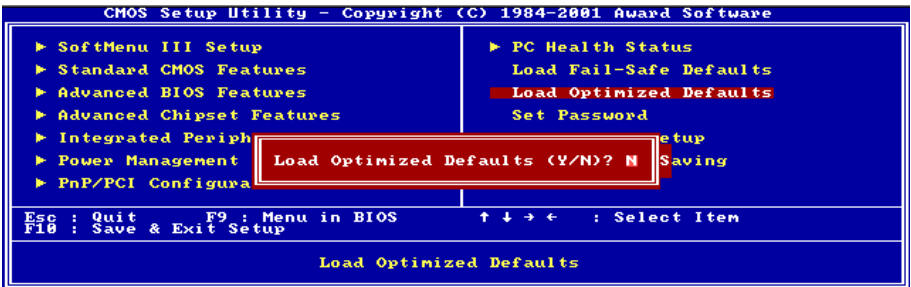 CMOS Setup Utility - Copyright (C) 1984-2001 Award Software
▶ SoftMenu III Setup
▶ Standard CMOS Features
▶ Advanced BIOS Features
▶ Advanced Chipset Features
▶ Integrated Periph
▶ Power Management
▶ PnP/PCI Configura
▶ PC Health Status
Load Fail-Safe Defaults
Load Optimized Defaults
Set Password
etup
Saving
Load Optimized Defaults (Y/N)? N
Esc : Quit F9 : Menu in BIOS ↑ ↓ → ← : Select Item
F10 : Save & Exit Setup
Load Optimized Defaults